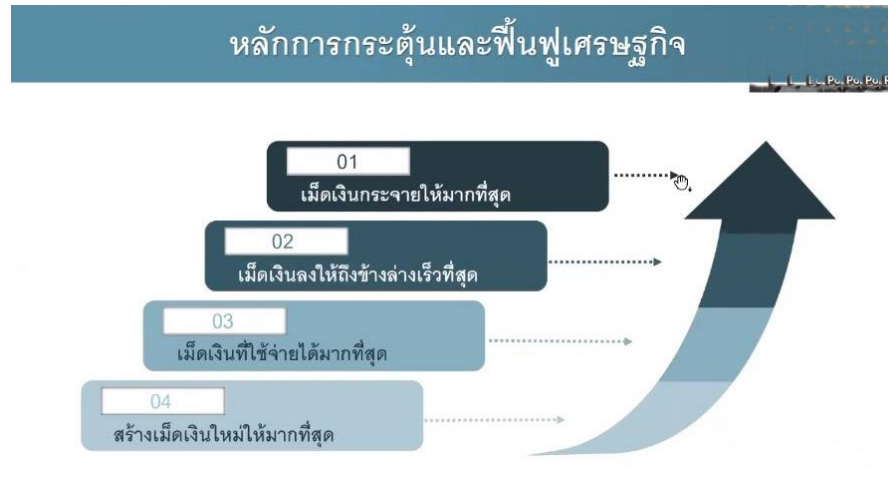 หลักการกระตุ้นและฟื้นฟูเศรษฐกิจ
Po. Po. Po.
01
เม็ดเงินกระจายให้มากที่สุด
02
เม็ดเงินลงให้ถึงข้างล่างเร็วที่สุด
03
เม็ดเงินที่ใช้จ่ายได้มากที่สุด
04
สร้างเม็ดเงินใหม่ให้มากที่สุด